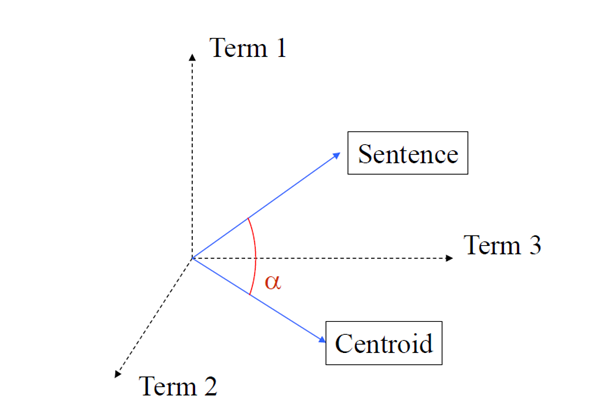 Term 1
Sentence
Term 3
α
Centroid
Term 2